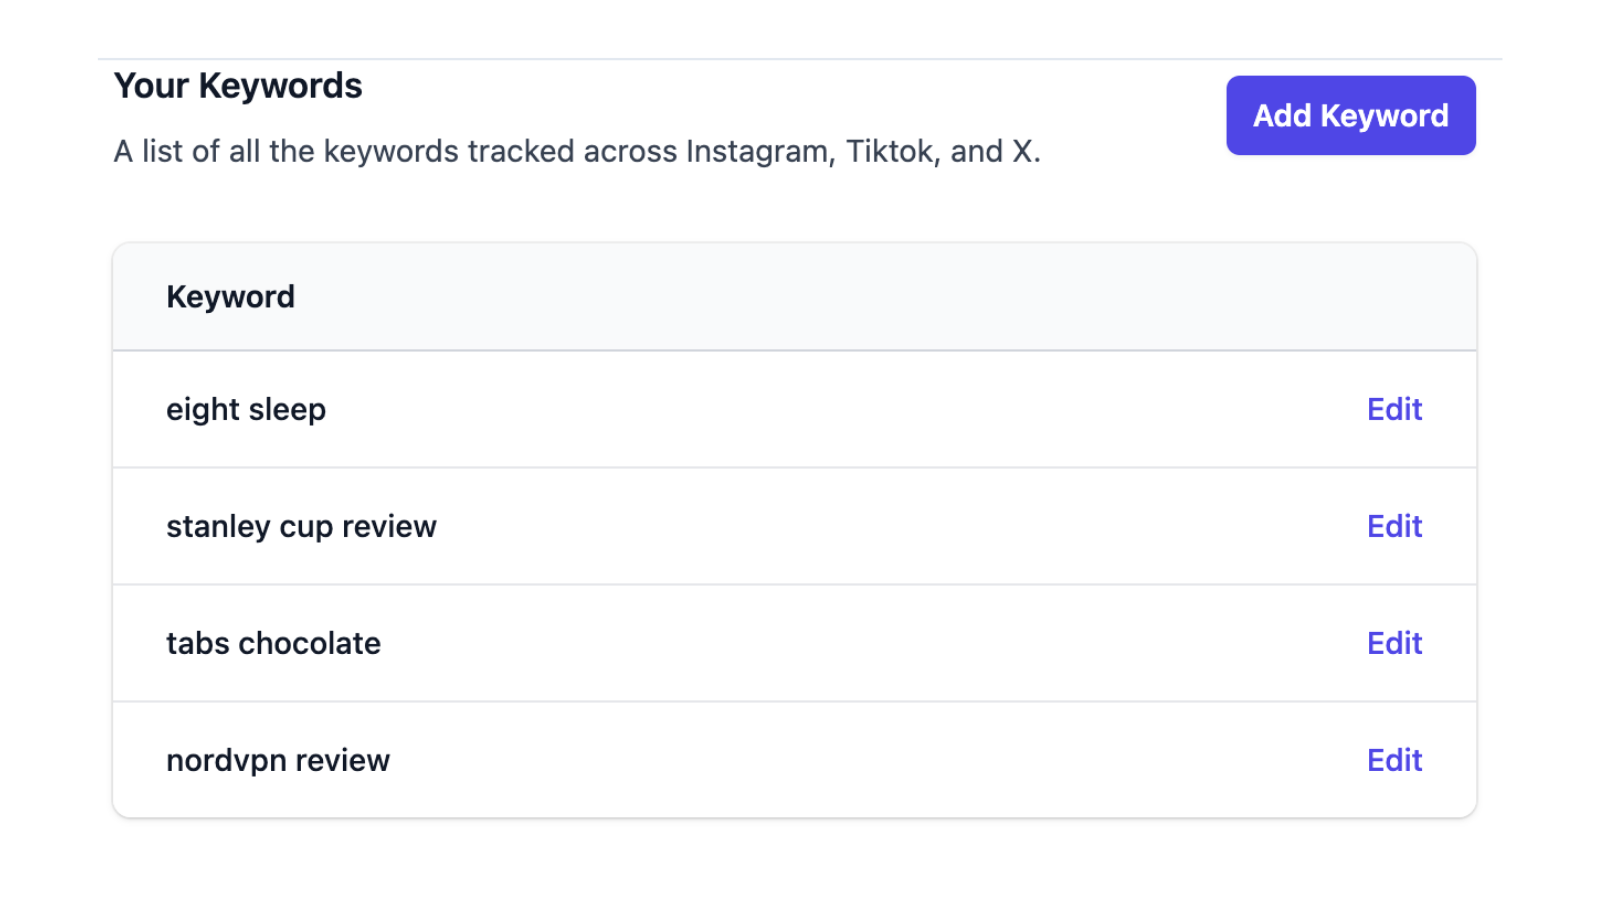 Your Keywords
Add Keyword
A list of all the keywords tracked across Instagram, Tiktok, and X.
Keyword
eight sleep
Edit
stanley cup review
Edit
tabs chocolate
Edit
nordvpn review
Edit